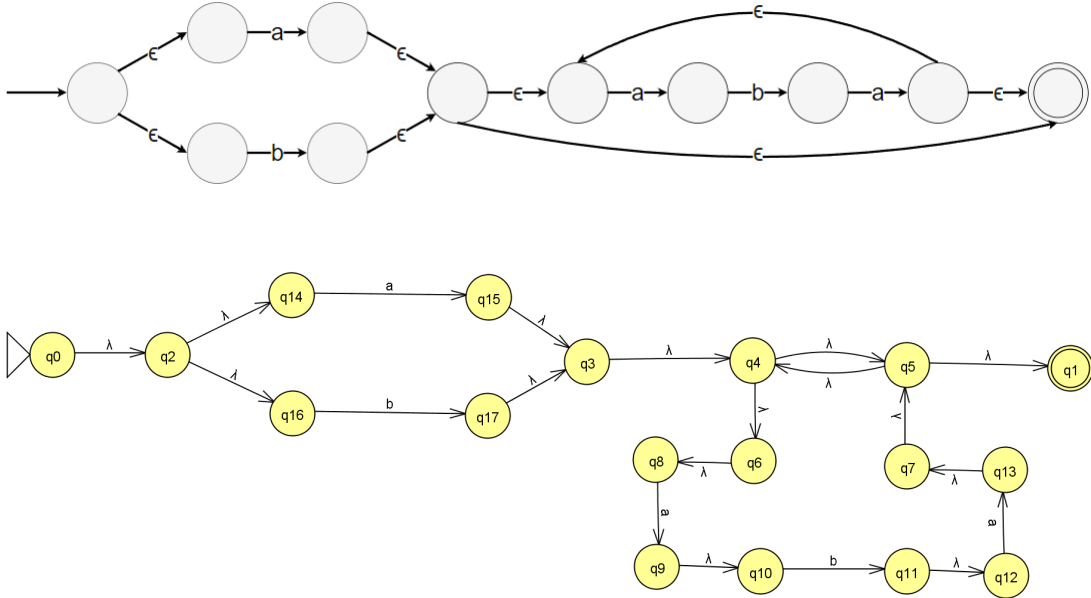 ϵ
ϵ a ϵ
ϵ a b a ϵ
ϵ b ϵ
ϵ
q14 a q15
λ λ
q0 λ q2 q3 λ q4 λ q5 λ q1
λ
λ λ
q16 b q17
λ λ
q8 λ q6 q7 λ q13
a a
q9 λ q10 b q11 λ q12